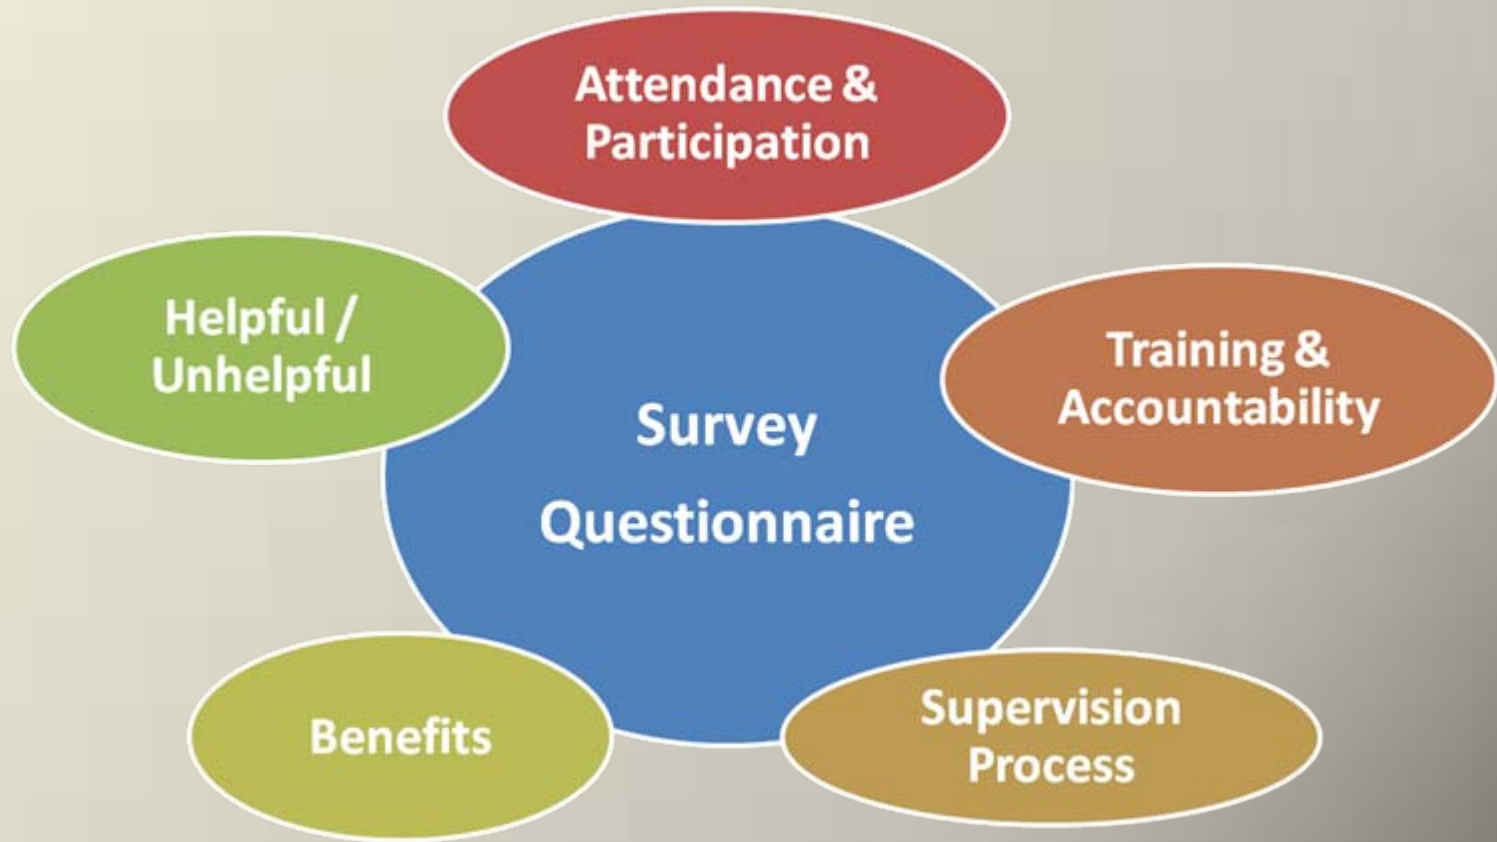 Attendance &
Participation
Helpful /
Unhelpful
Training &
Accountability
Survey
Questionnaire
Benefits
Supervision
Process